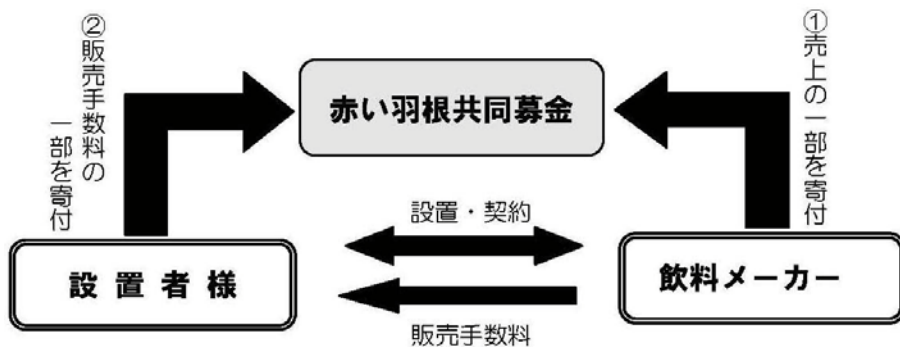 ②販売手数料の
一部を寄付
赤い羽根共同募金
①売上の一部を寄付
設置・契約
設置者様
飲料メーカー
販売手数料